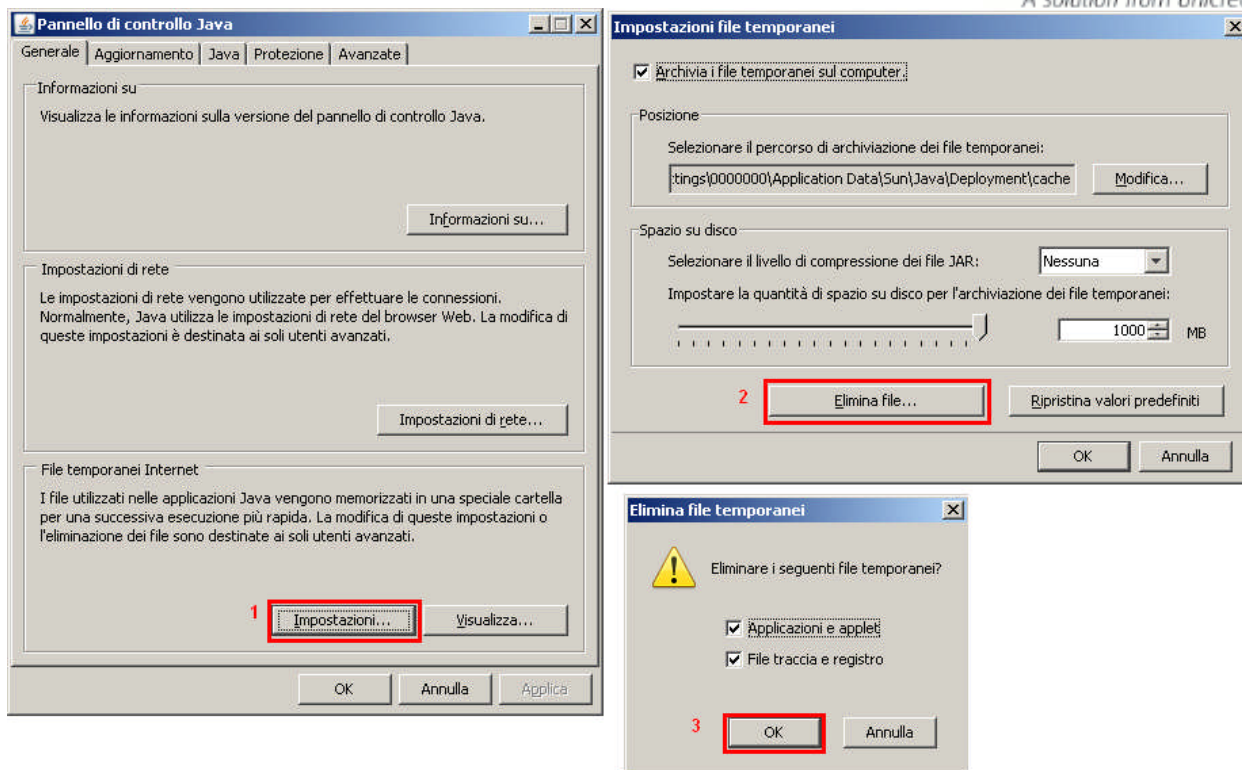 A solution from UniCred
Pannello di controllo Java
Generale Aggiornamento Java Protezione Avanzate
Informazioni su
Visualizza le informazioni sulla versione del pannello di controllo Java.
Informazioni su...
Impostazioni di rete
Le impostazioni di rete vengono utilizzate per effettuare le connessioni.
Normalmente, Java utilizza le impostazioni di rete del browser Web. La modifica di
queste impostazioni è destinata ai soli utenti avanzati.
Impostazioni di rete...
File temporanei Internet
I file utilizzati nelle applicazioni Java vengono memorizzati in una speciale cartella
per una successiva esecuzione più rapida. La modifica di queste impostazioni o
l'eliminazione dei file sono destinate ai soli utenti avanzati.
1 Impostazioni... Visualizza...
OK Annulla Applica
Impostazioni file temporanei
Archivia i file temporanei sul computer.
Posizione
Selezionare il percorso di archiviazione dei file temporanei:
:tings\0000000\Application Data\Sun\Java\Deployment\cache Modifica...
Spazio su disco
Selezionare il livello di compressione dei file JAR: Nessuna
Impostare la quantità di spazio su disco per l'archiviazione dei file temporanei:
1000 MB
2 Elimina file... Ripristina valori predefiniti
OK Annulla
Elimina file temporanei
Eliminare i seguenti file temporanei?
Applicazioni e applet
File traccia e registro
3 OK Annulla